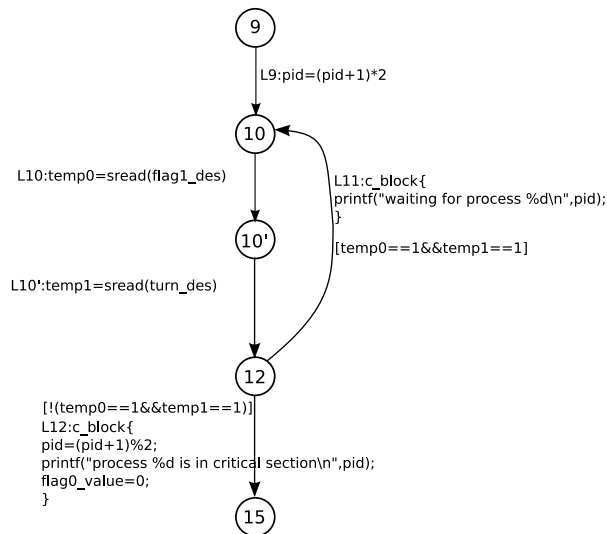 9
L9:pid=(pid+1)*2
10
L10:temp0=sread(flag1_des)
L11:c_block{
printf("waiting for process %d\n",pid);
}
[temp0==1&&temp1==1]
10'
L10':temp1=sread(turn_des)
12
[!(temp0==1&&temp1==1)]
L12:c_block{
pid=(pid+1)%2;
printf("process %d is in critical section\n",pid);
flag0_value=0;
}
15